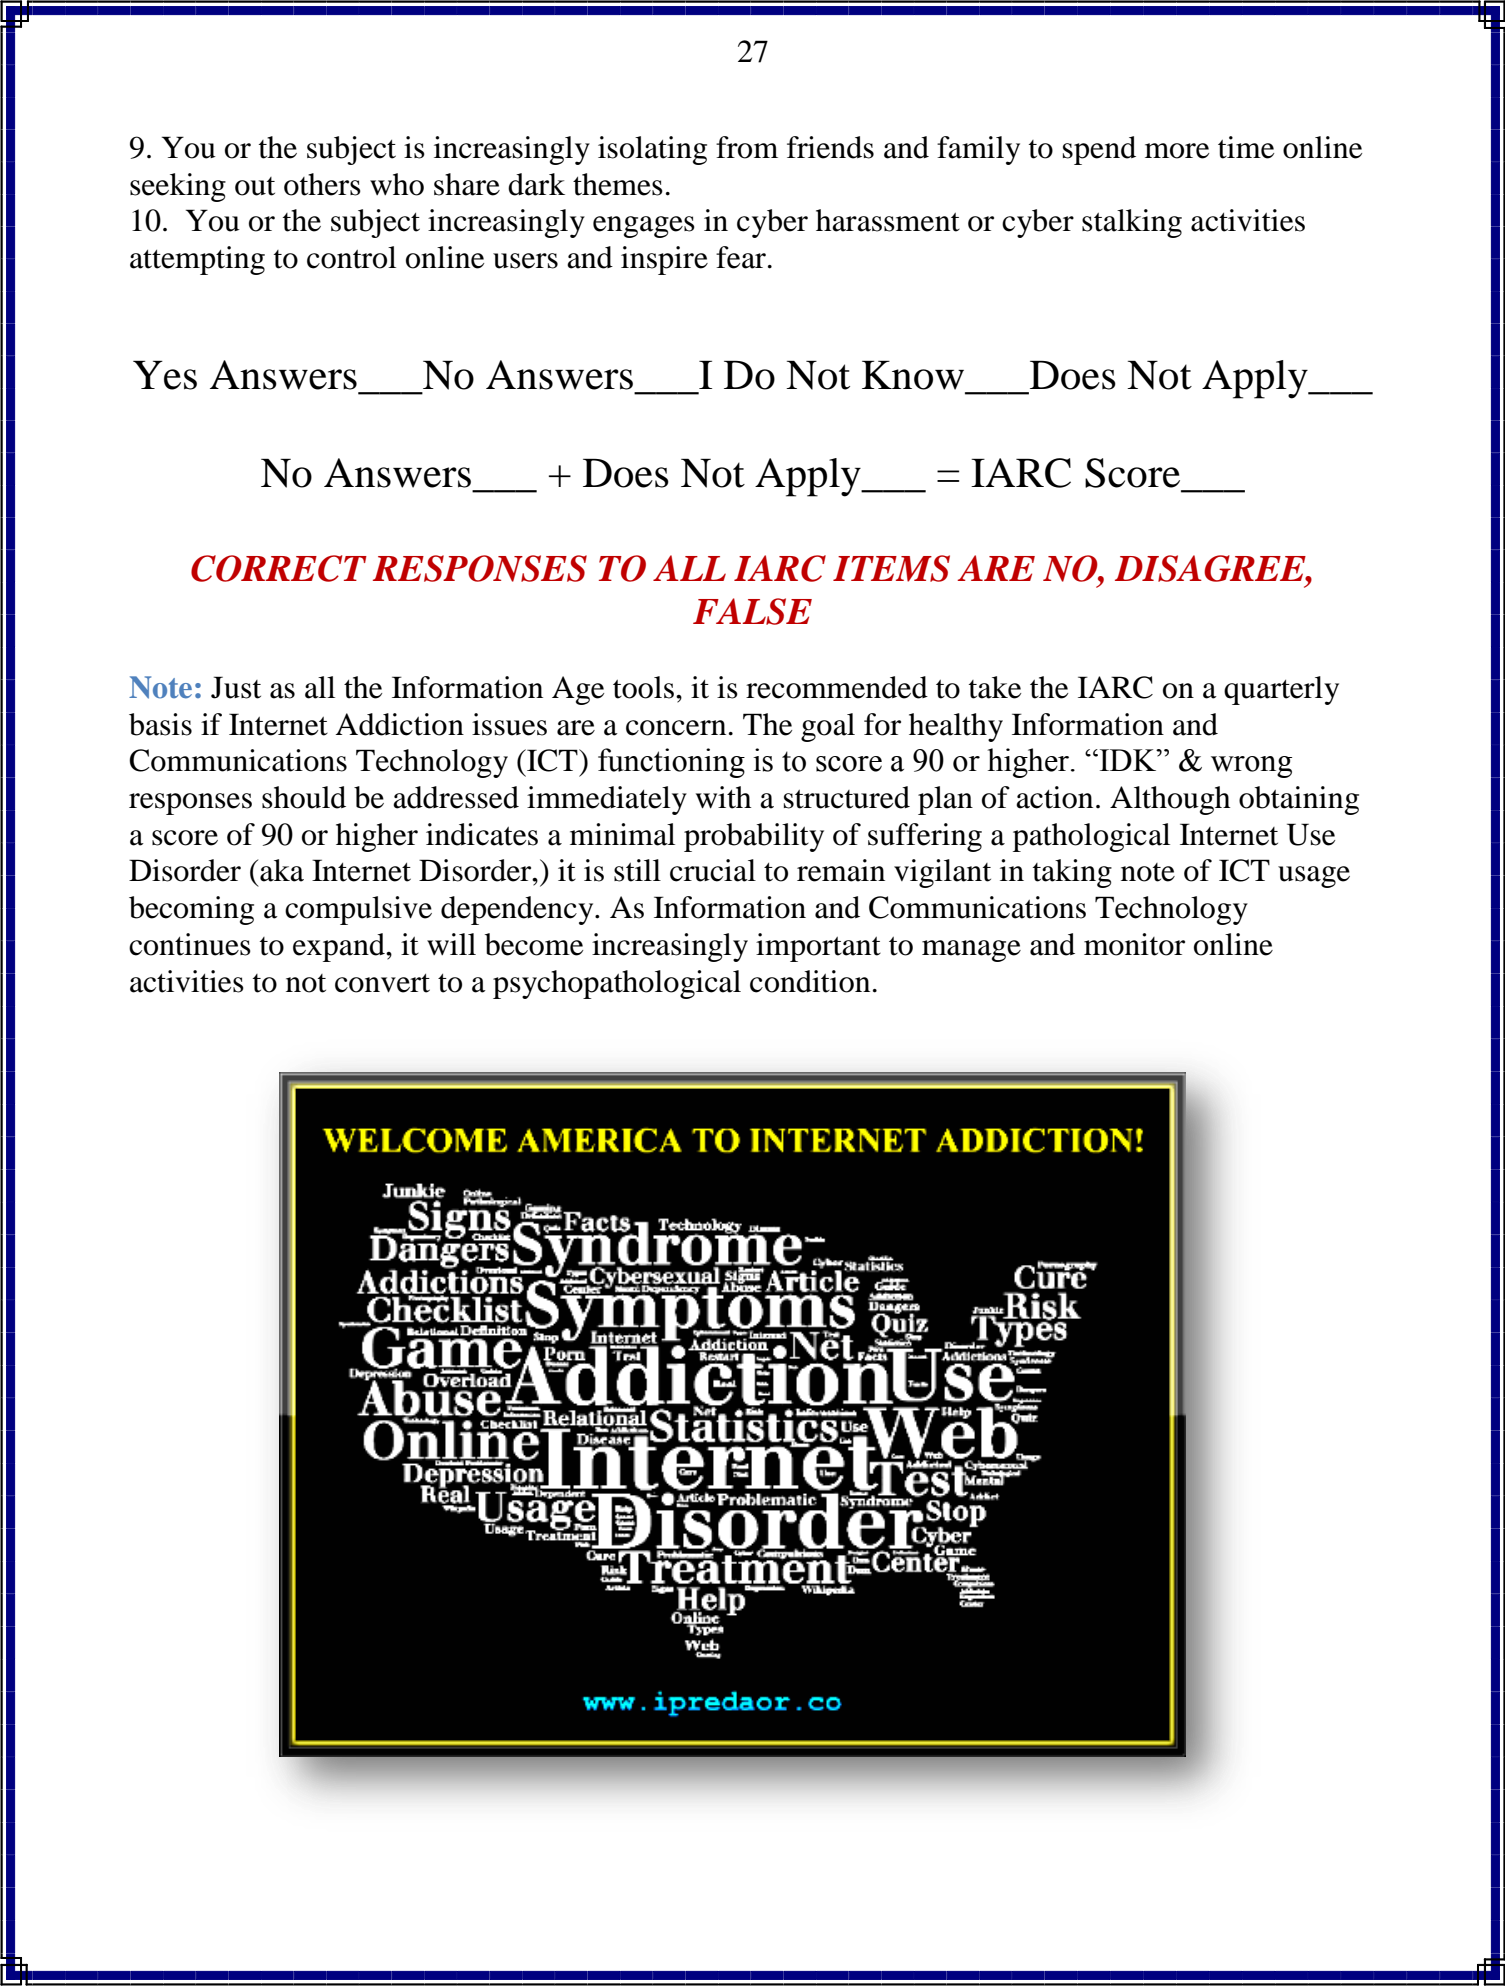 27
9. You or the subject is increasingly isolating from friends and family to spend more time online
seeking out others who share dark themes.
10.  You or the subject increasingly engages in cyber harassment or cyber stalking activities
attempting to control online users and inspire fear.
Yes Answers___No Answers___I Do Not Know___Does Not Apply___
No Answers___ + Does Not Apply___ = IARC Score___
CORRECT RESPONSES TO ALL IARC ITEMS ARE NO, DISAGREE,
FALSE
Note: Just as all the Information Age tools, it is recommended to take the IARC on a quarterly
basis if Internet Addiction issues are a concern. The goal for healthy Information and
Communications Technology (ICT) functioning is to score a 90 or higher. “IDK” & wrong
responses should be addressed immediately with a structured plan of action. Although obtaining
a score of 90 or higher indicates a minimal probability of suffering a pathological Internet Use
Disorder (aka Internet Disorder,) it is still crucial to remain vigilant in taking note of ICT usage
becoming a compulsive dependency. As Information and Communications Technology
continues to expand, it will become increasingly important to manage and monitor online
activities to not convert to a psychopathological condition.
WELCOME AMERICA TO INTERNET ADDICTION!
Junkie
Signs Facts Technology
Dangers Syndrome
Statistics
Addictions Cybersexual Article Cure
Checklist Symptoms Quiz Risk
Types
Game Internet Addiction Net
Porn
Overload Addiction Use
Abuse
Relational Statistics Web
Online Internet
Depression Test
Real Usage Problematic Syndrome Stop
Disorder Cyber
Usage Treatment Game
Treatment Center
Help
Online
Types
Web
www.ipredaor.co